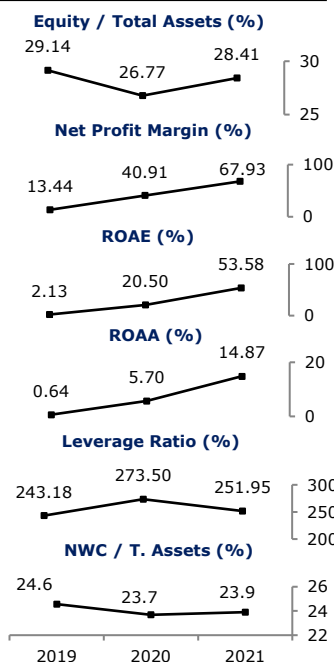 Equity / Total Assets (%)
29.14 26.77 28.41 30
25
Net Profit Margin (%)
13.44 40.91 67.93 100
0
ROAE (%)
2.13 20.50 53.58 100
0
ROAA (%)
0.64 5.70 14.87 20
0
Leverage Ratio (%)
243.18 273.50 251.95 300
250
200
NWC / T. Assets (%)
24.6 23.7 23.9 26
24
22
2019 2020 2021